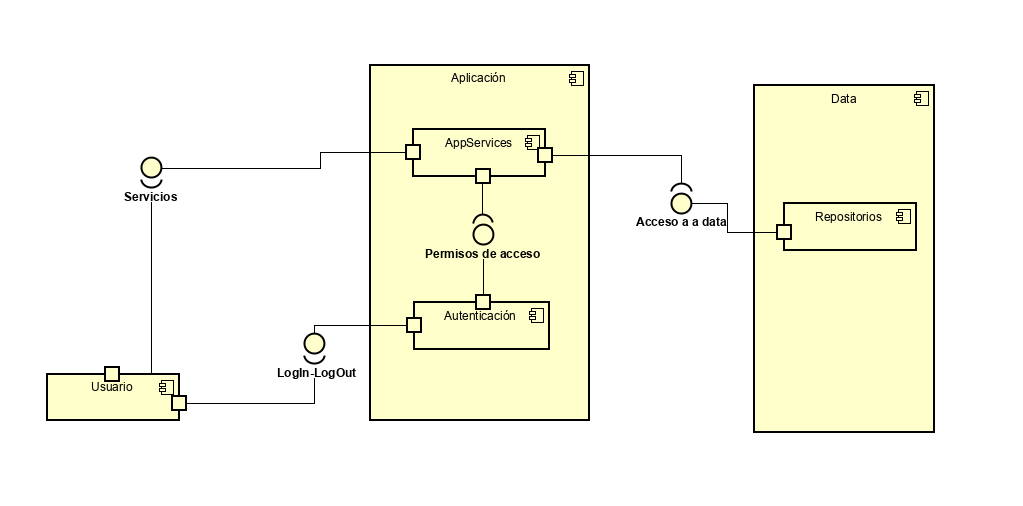 Aplicación
Data
AppServices
Servicios
Repositorios
Acceso a a data
Permisos de acceso
Autenticación
LogIn-LogOut
Usuario